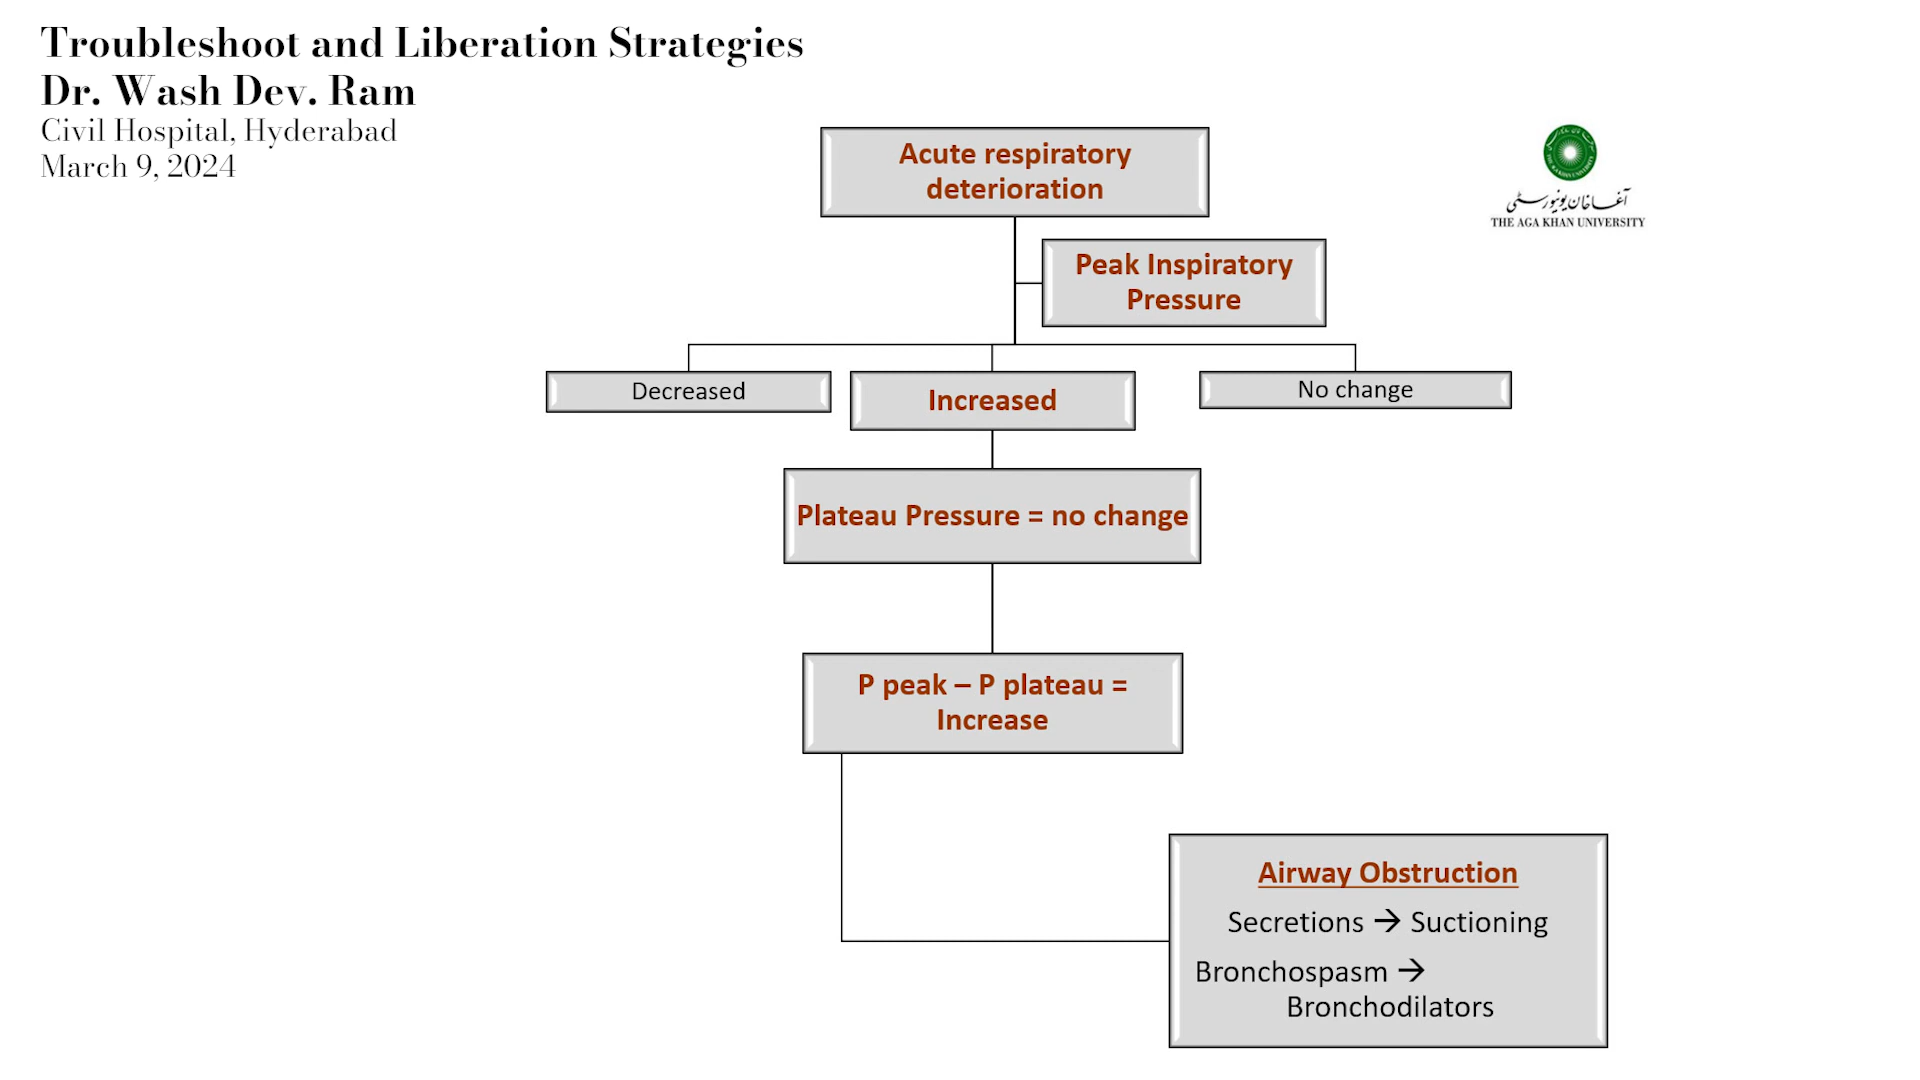 Troubleshoot and Liberation Strategies
Dr. Wash Dev. Ram
Civil Hospital, Hyderabad
March 9, 2024
Acute respiratory
deterioration
آغا خان یونیورسٹی
THE AGA KHAN UNIVERSITY
Peak Inspiratory
Pressure
Decreased
Increased
No change
Plateau Pressure = no change
P peak – P plateau =
Increase
Airway Obstruction
Secretions → Suctioning
Bronchospasm →
Bronchodilators